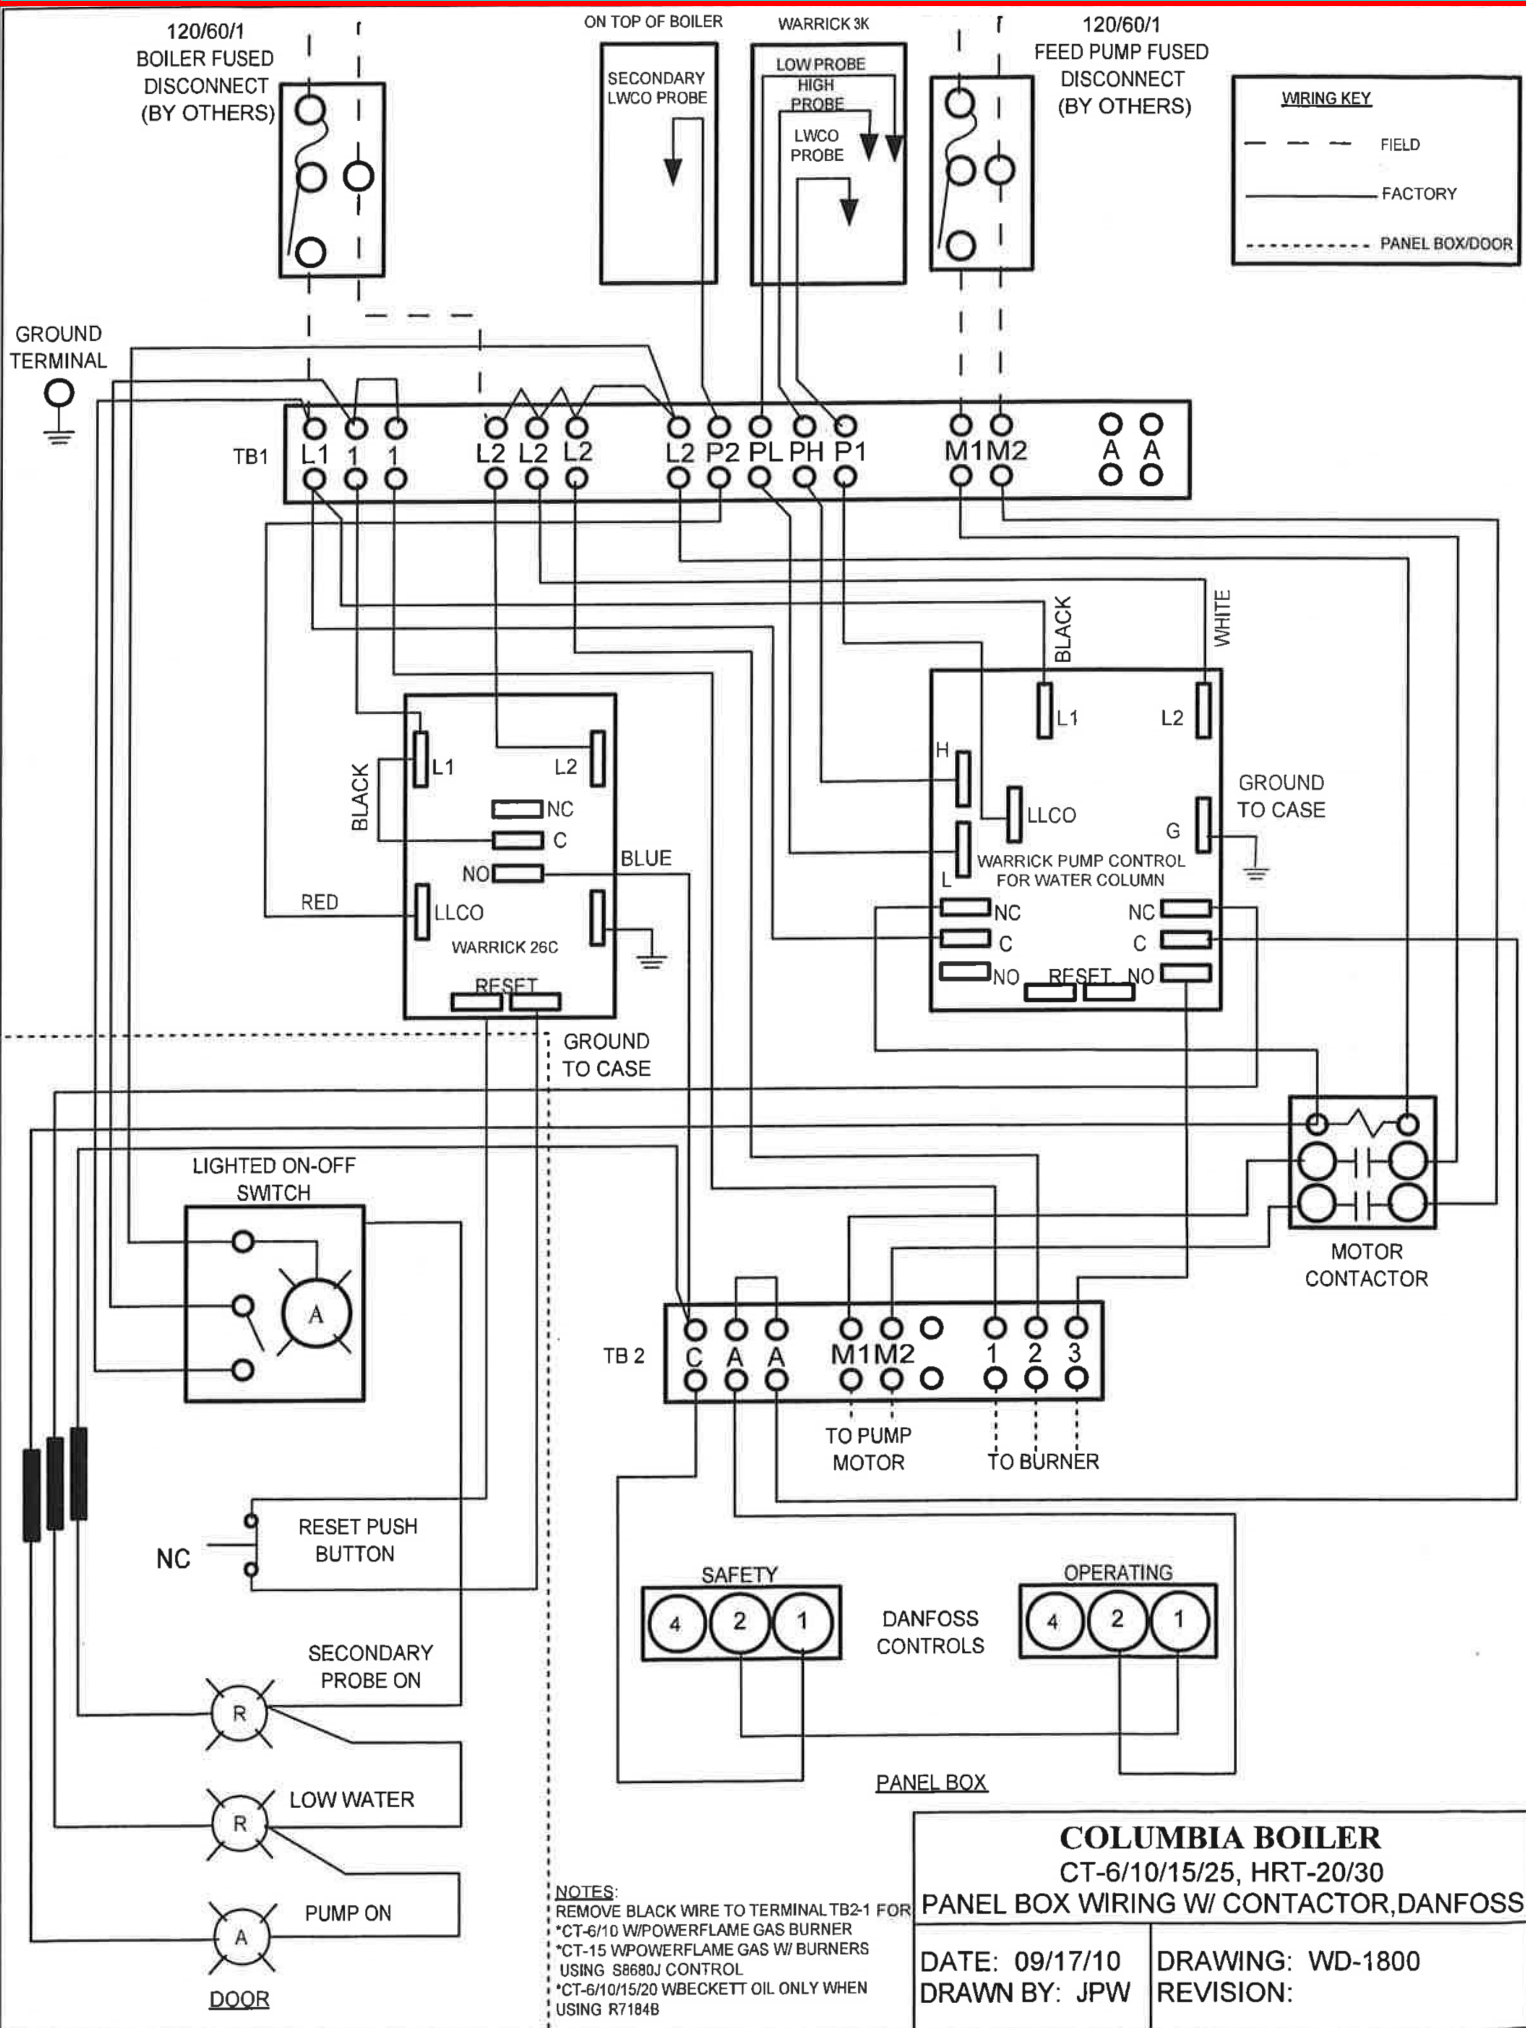 120/60/1
BOILER FUSED
DISCONNECT
(BY OTHERS)
ON TOP OF BOILER
SECONDARY
LWCO PROBE
WARRICK 3K
LOW PROBE
HIGH
PROBE
LWCO
PROBE
120/60/1
FEED PUMP FUSED
DISCONNECT
(BY OTHERS)
WIRING KEY
FIELD
FACTORY
PANEL BOX/DOOR
GROUND
TERMINAL
TB1
L1 1 1 L2 L2 L2 L2 P2 PL PH P1 M1 M2 A A
BLACK
WHITE
L1
L2
BLACK
NC
C
NO
BLUE
RED
LLCO
WARRICK 26C
RESET
GROUND
TO CASE
L1
L2
H
LLCO
G
GROUND
TO CASE
WARRICK PUMP CONTROL
FOR WATER COLUMN
L
NC
NC
C
C
NO
RESET
NO
LIGHTED ON-OFF
SWITCH
A
MOTOR
CONTACTOR
TB 2
C A A M1 M2 1 2 3
TO PUMP
MOTOR
TO BURNER
RESET PUSH
BUTTON
NC
SAFETY
4 2 1
DANFOSS
CONTROLS
OPERATING
4 2 1
SECONDARY
PROBE ON
R
LOW WATER
R
PUMP ON
A
DOOR
PANEL BOX
NOTES:
REMOVE BLACK WIRE TO TERMINAL TB2-1 FOR
*CT-6/10 W/POWERFLAME GAS BURNER
*CT-15 WPOWERFLAME GAS W/ BURNERS
USING S8680J CONTROL
*CT-6/10/15/20 WBECKETT OIL ONLY WHEN
USING R7184B
COLUMBIA BOILER
CT-6/10/15/25, HRT-20/30
PANEL BOX WIRING W/ CONTACTOR,DANFOSS
DATE: 09/17/10
DRAWN BY: JPW
DRAWING: WD-1800
REVISION: